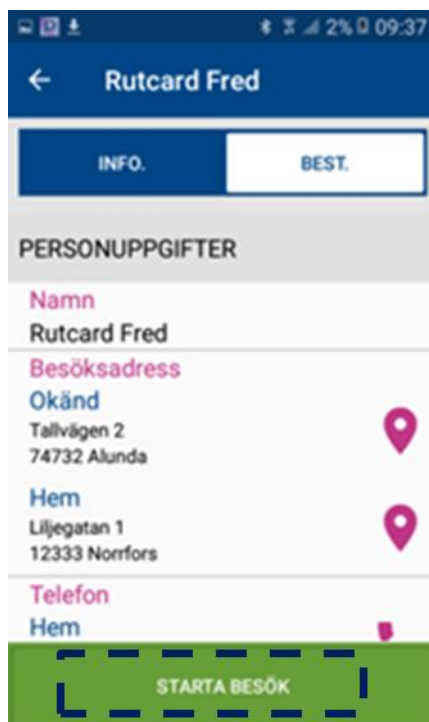 2% 09:37
Rutcard Fred
INFO. BEST.
PERSONUPPGIFTER
Namn
Rutcard Fred
Besöksadress
Okänd
Tallvägen 2
74732 Alunda
Hem
Liljegatan 1
12333 Norrfors
Telefon
Hem
STARTA BESÖK